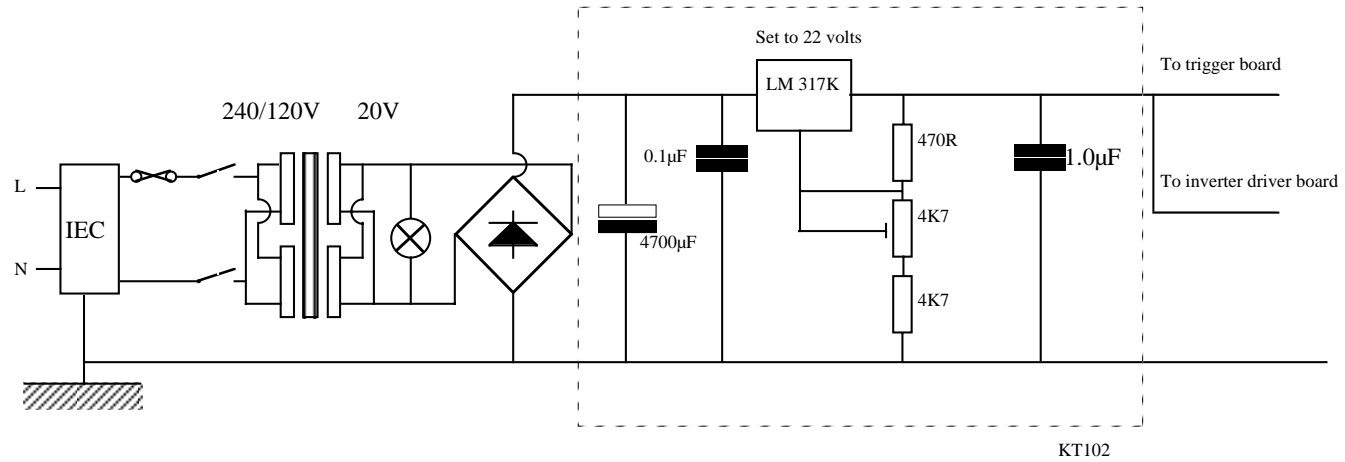 Set to 22 volts
LM 317K
To trigger board
240/120V
20V
470R
0.1µF
1.0µF
L
To inverter driver board
IEC
4K7
4700µF
N
4K7
KT102